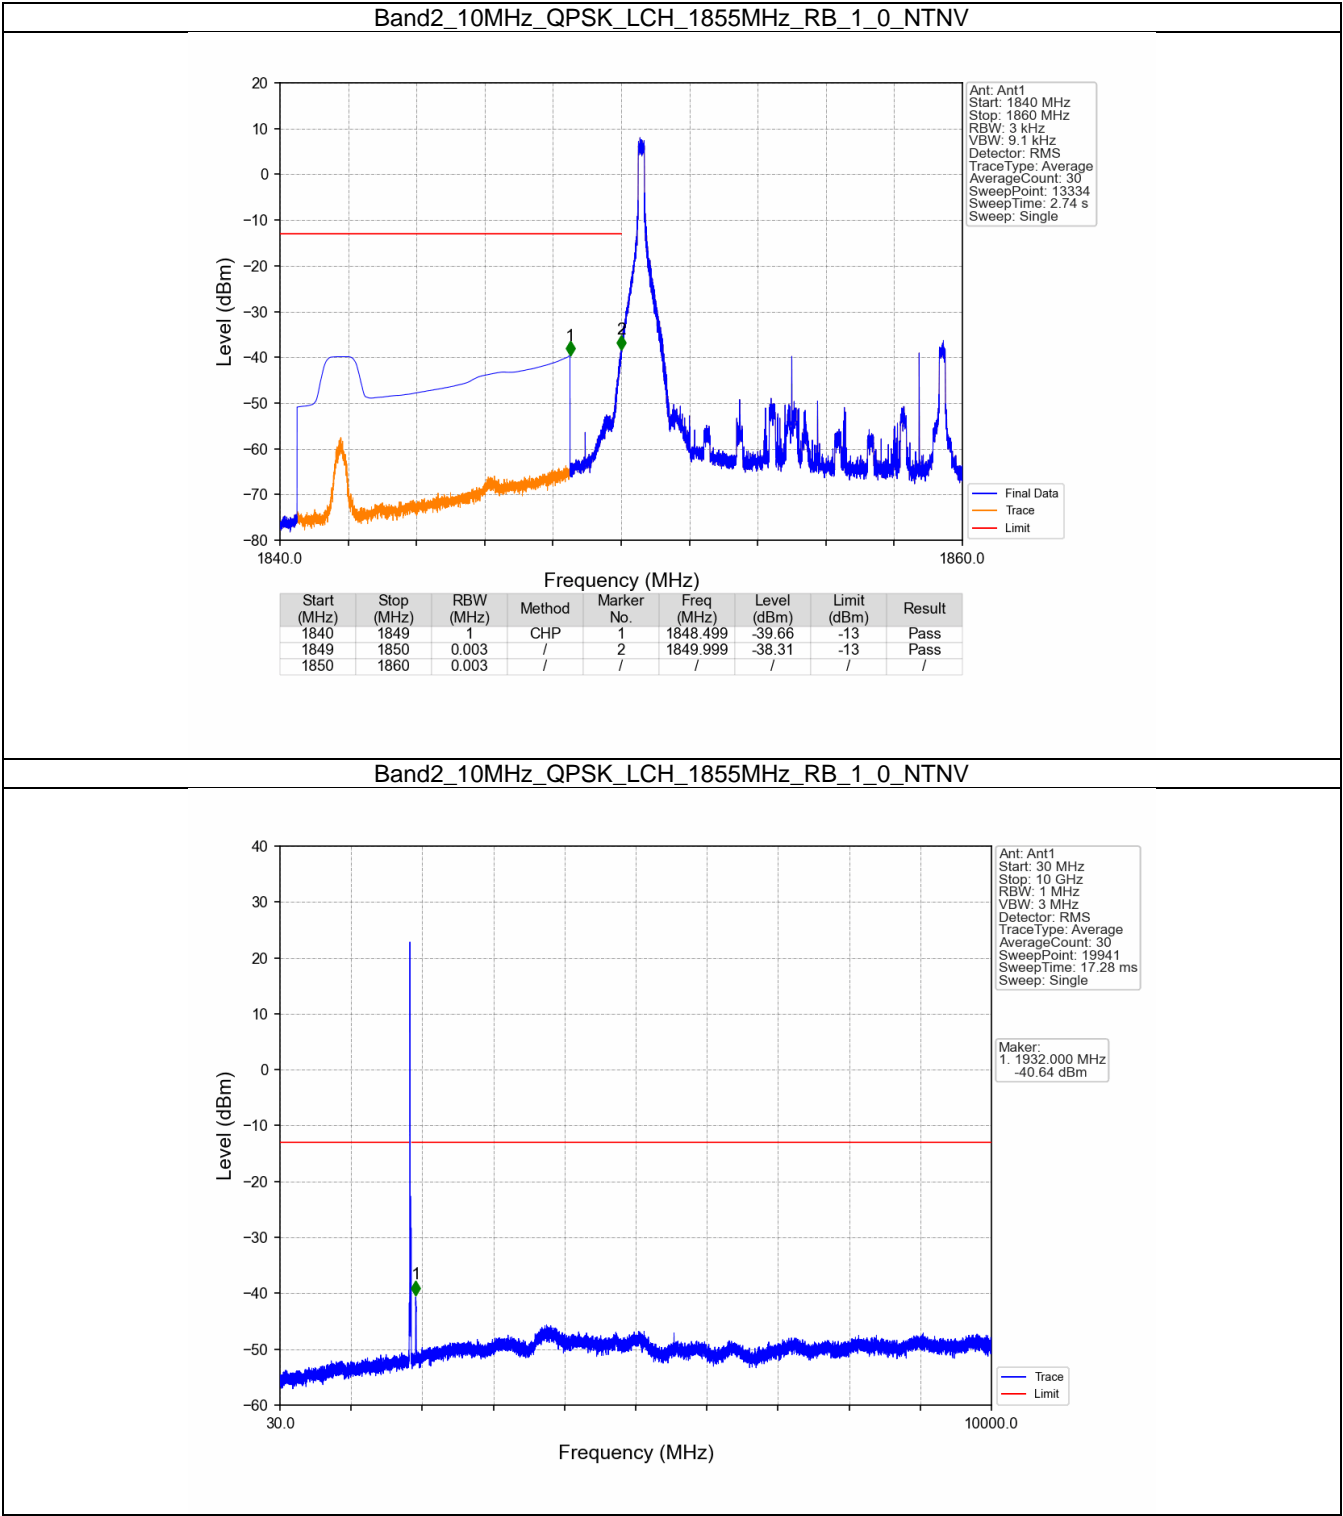 Band2_10MHz_QPSK_LCH_1855MHz_RB_1_0_NTNV
20
10
0
−10
−20
−30
−40
−50
−60
−70
−80
Level (dBm)
1
2
1840.0
1860.0
Frequency (MHz)
Ant: Ant1
Start: 1840 MHz
Stop: 1860 MHz
RBW: 3 kHz
VBW: 9.1 kHz
Detector: RMS
TraceType: Average
AverageCount: 30
SweepPoint: 13334
SweepTime: 2.74 s
Sweep: Single
Final Data
Trace
Limit
Start (MHz) Stop (MHz) RBW (MHz) Method Marker No. Freq (MHz) Level (dBm) Limit (dBm) Result
1840 1849 1 CHP 1 1848.499 -39.66 -13 Pass
1849 1850 0.003 / 2 1849.999 -38.31 -13 Pass
1850 1860 0.003 / / / / / /
Band2_10MHz_QPSK_LCH_1855MHz_RB_1_0_NTNV
40
30
20
10
0
−10
−20
−30
−40
−50
−60
Level (dBm)
1
30.0
10000.0
Frequency (MHz)
Ant: Ant1
Start: 30 MHz
Stop: 10 GHz
RBW: 1 MHz
VBW: 3 MHz
Detector: RMS
TraceType: Average
AverageCount: 30
SweepPoint: 19941
SweepTime: 17.28 ms
Sweep: Single
Maker:
1. 1932.000 MHz
-40.64 dBm
Trace
Limit